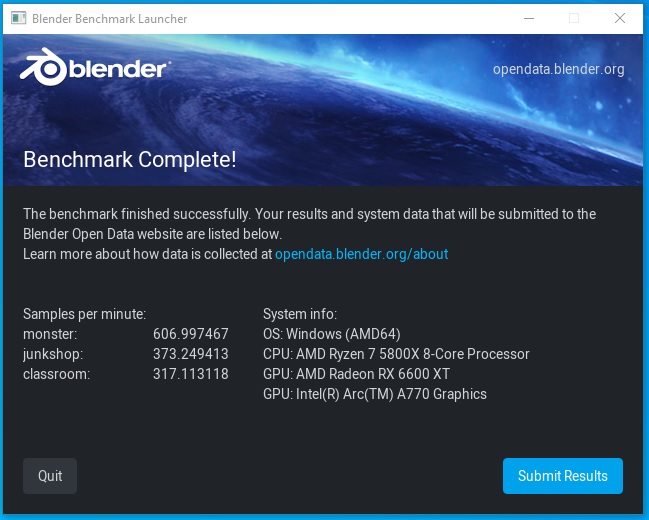 Blender Benchmark Launcher
blender
opendata.blender.org
Benchmark Complete!
The benchmark finished successfully. Your results and system data that will be submitted to the
Blender Open Data website are listed below.
Learn more about how data is collected at opendata.blender.org/about
Samples per minute:
monster: 606.997467
junkshop: 373.249413
classroom: 317.113118
System info:
OS: Windows (AMD64)
CPU: AMD Ryzen 7 5800X 8-Core Processor
GPU: AMD Radeon RX 6600 XT
GPU: Intel(R) Arc(TM) A770 Graphics
Quit
Submit Results